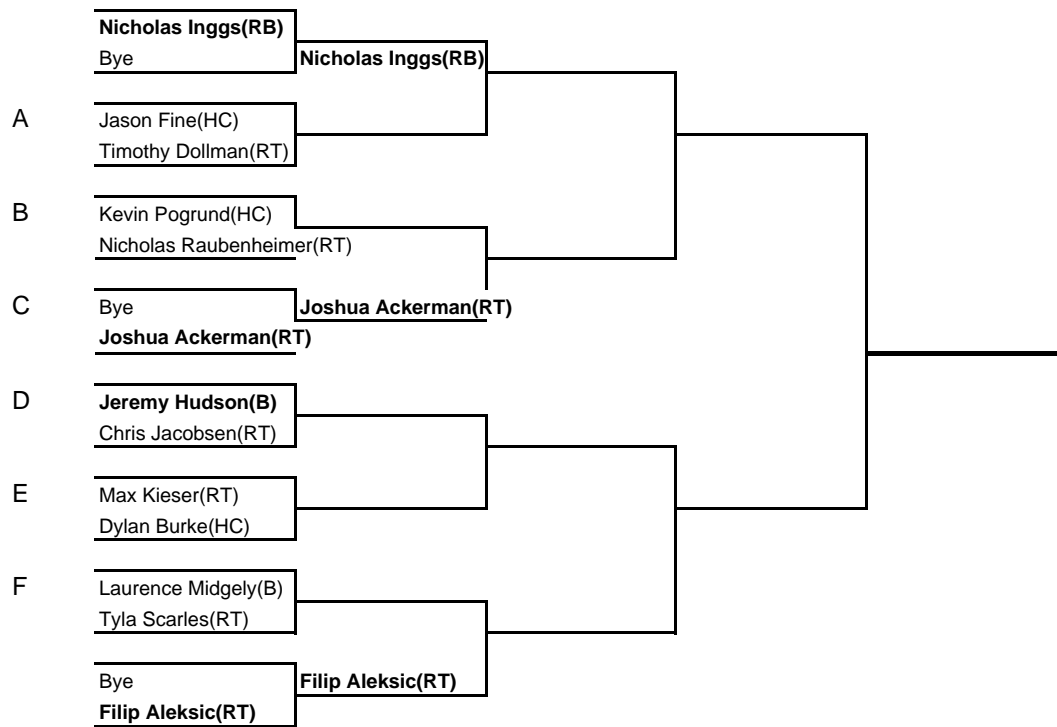 Nicholas Inggs(RB)
Bye
Nicholas Inggs(RB)
A
Jason Fine(HC)
Timothy Dollman(RT)
B
Kevin Pogrund(HC)
Nicholas Raubenheimer(RT)
C
Bye
Joshua Ackerman(RT)
Joshua Ackerman(RT)
D
Jeremy Hudson(B)
Chris Jacobsen(RT)
E
Max Kieser(RT)
Dylan Burke(HC)
F
Laurence Midgely(B)
Tyla Scarles(RT)
Bye
Filip Aleksic(RT)
Filip Aleksic(RT)